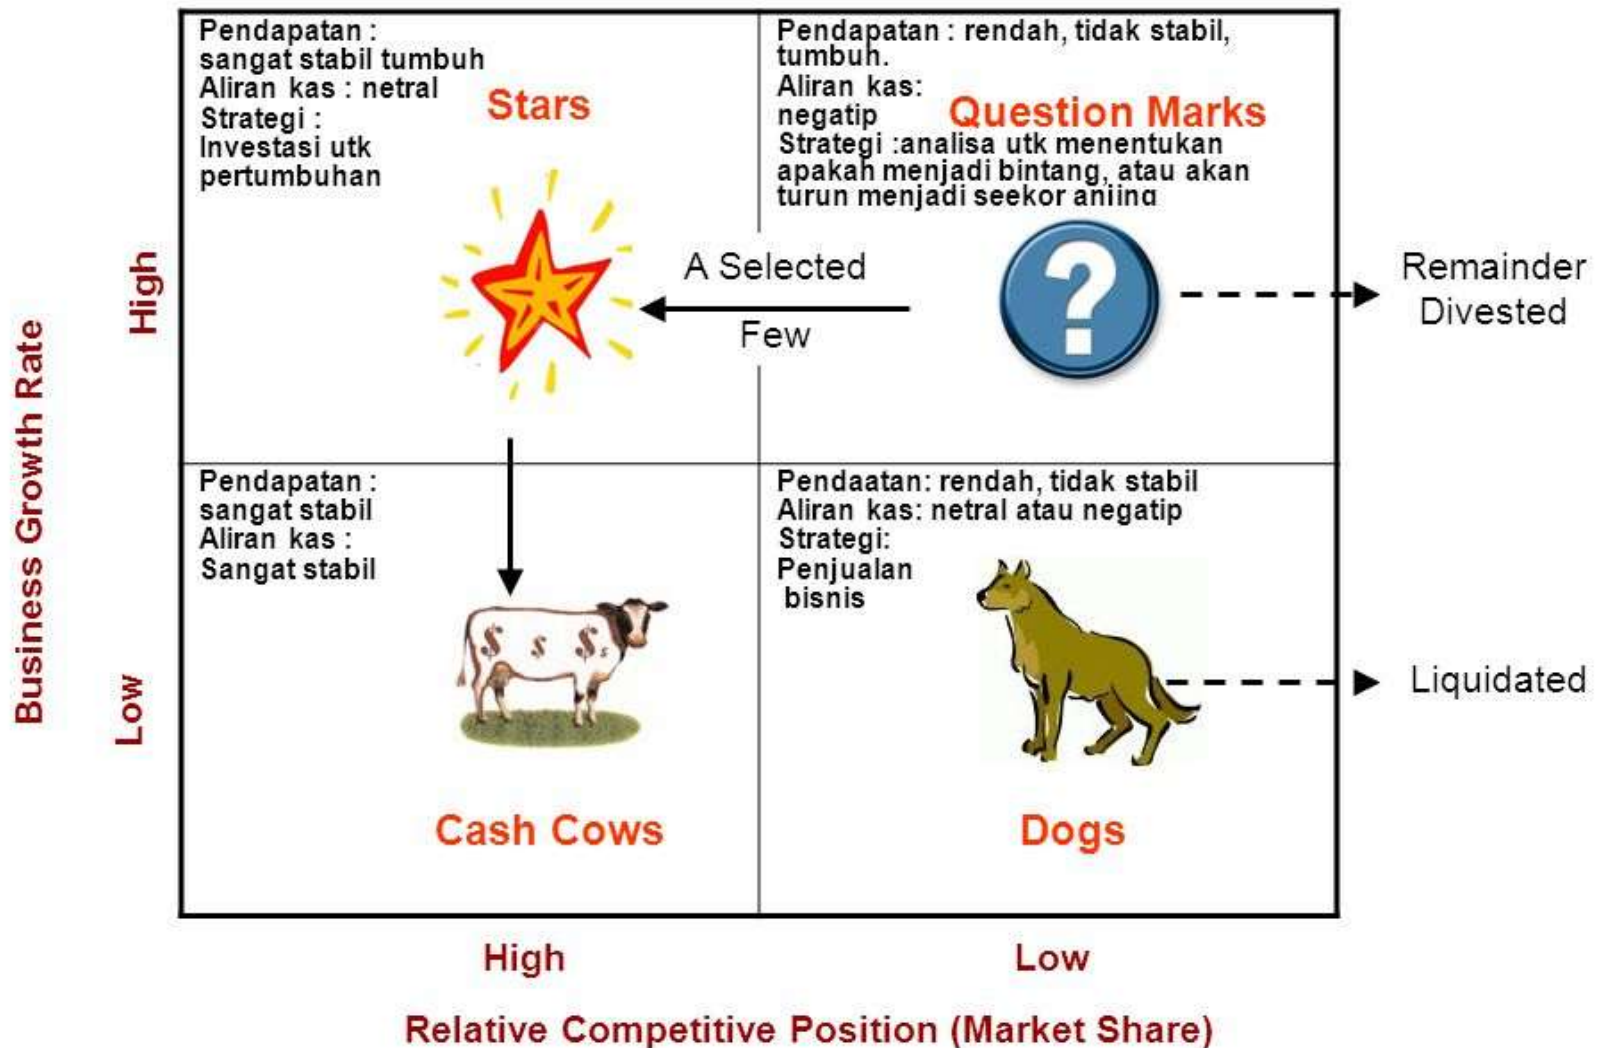 Pendapatan :
sangat stabil tumbuh
Aliran kas : netral
Strategi :
Investasi utk
pertumbuhan
Stars
Pendapatan : rendah, tidak stabil,
tumbuh.
Aliran kas:
negatip
Question Marks
Strategi :analisa utk menentukan
apakah menjadi bintang, atau akan
turun menjadi seekor anjing
A Selected
Few
?
Remainder
Divested
High
Business Growth Rate
Low
Pendapatan :
sangat stabil
Aliran kas :
Sangat stabil
$ $ $ s
Cash Cows
Pendaatan: rendah, tidak stabil
Aliran kas: netral atau negatip
Strategi:
Penjualan
bisnis
Liquidated
Dogs
High
Low
Relative Competitive Position (Market Share)